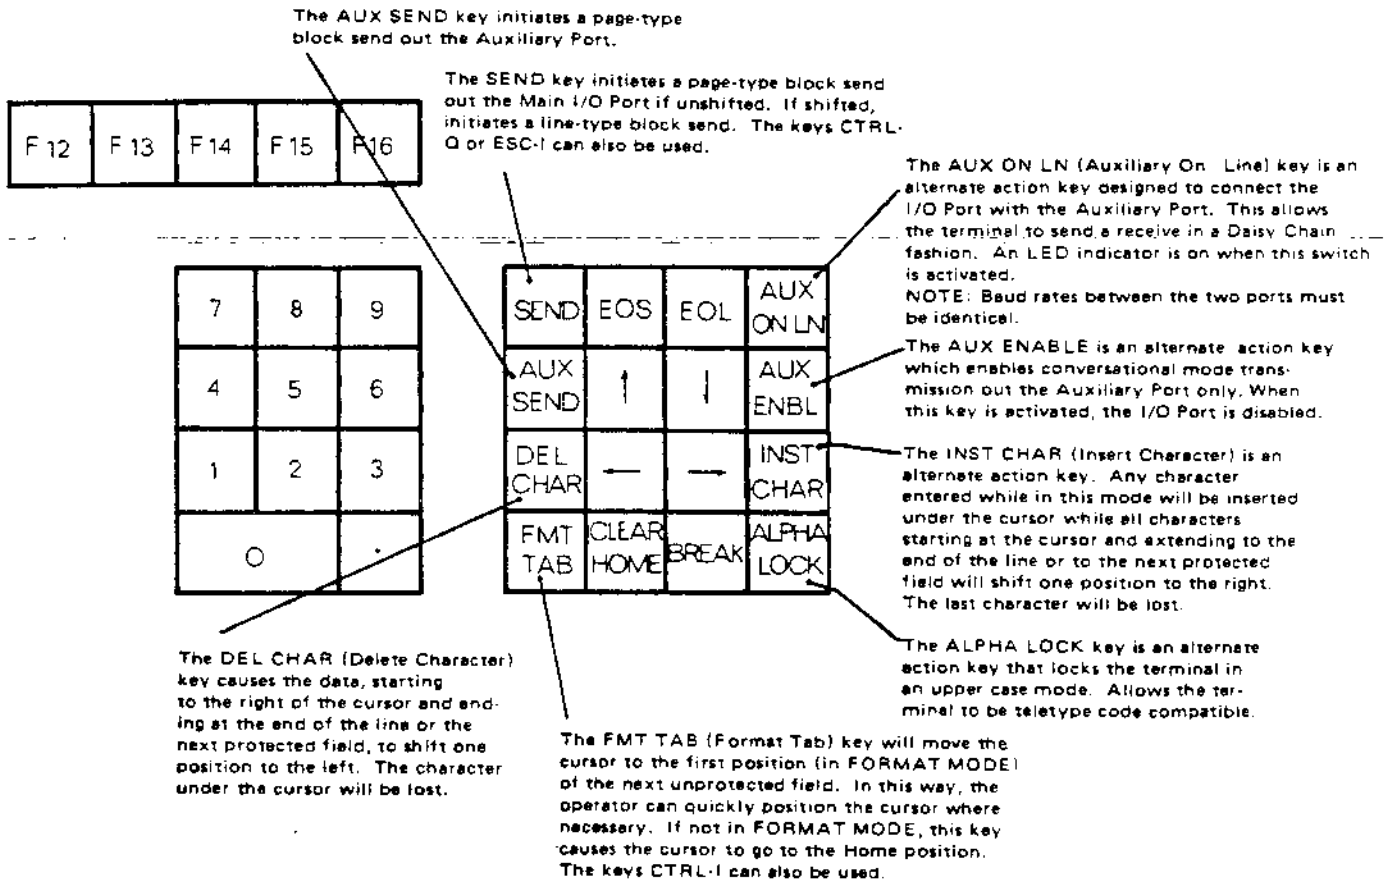 The AUX SEND key initiates a page-type
block send out the Auxiliary Port.
The SEND key initiates a page-type block send
out the Main I/O Port if unshifted. If shifted,
initiates a line-type block send. The keys CTRL-
Q or ESC-I can also be used.
F 12 F 13 F 14 F 15 F 16
The AUX ON LN (Auxiliary On Line) key is an
alternate action key designed to connect the
I/O Port with the Auxiliary Port. This allows
the terminal to send a receive in a Daisy Chain
fashion. An LED indicator is on when this switch
is activated.
NOTE: Baud rates between the two ports must
be identical.
7 8 9
4 5 6
1 2 3
0 .
SEND EOS EOL AUX
ON LN
AUX
SEND ↑ ↓ AUX
ENBL
DEL
CHAR ← → INST
CHAR
FMT
TAB CLEAR
HOME BREAK ALPHA
LOCK
The AUX ENABLE is an alternate action key
which enables conversational mode trans-
mission out the Auxiliary Port only. When
this key is activated, the I/O Port is disabled.
The INST CHAR (Insert Character) is an
alternate action key. Any character
entered while in this mode will be inserted
under the cursor while all characters
starting at the cursor and extending to the
end of the line or to the next protected
field will shift one position to the right.
The last character will be lost.
The ALPHA LOCK key is an alternate
action key that locks the terminal in
an upper case mode. Allows the ter-
minal to be teletype code compatible.
The DEL CHAR (Delete Character)
key causes the data, starting
to the right of the cursor and end-
ing at the end of the line or the
next protected field, to shift one
position to the left. The character
under the cursor will be lost.
The FMT TAB (Format Tab) key will move the
cursor to the first position (in FORMAT MODE)
of the next unprotected field. In this way, the
operator can quickly position the cursor where
necessary. If not in FORMAT MODE, this key
causes the cursor to go to the Home position.
The keys CTRL-I can also be used.